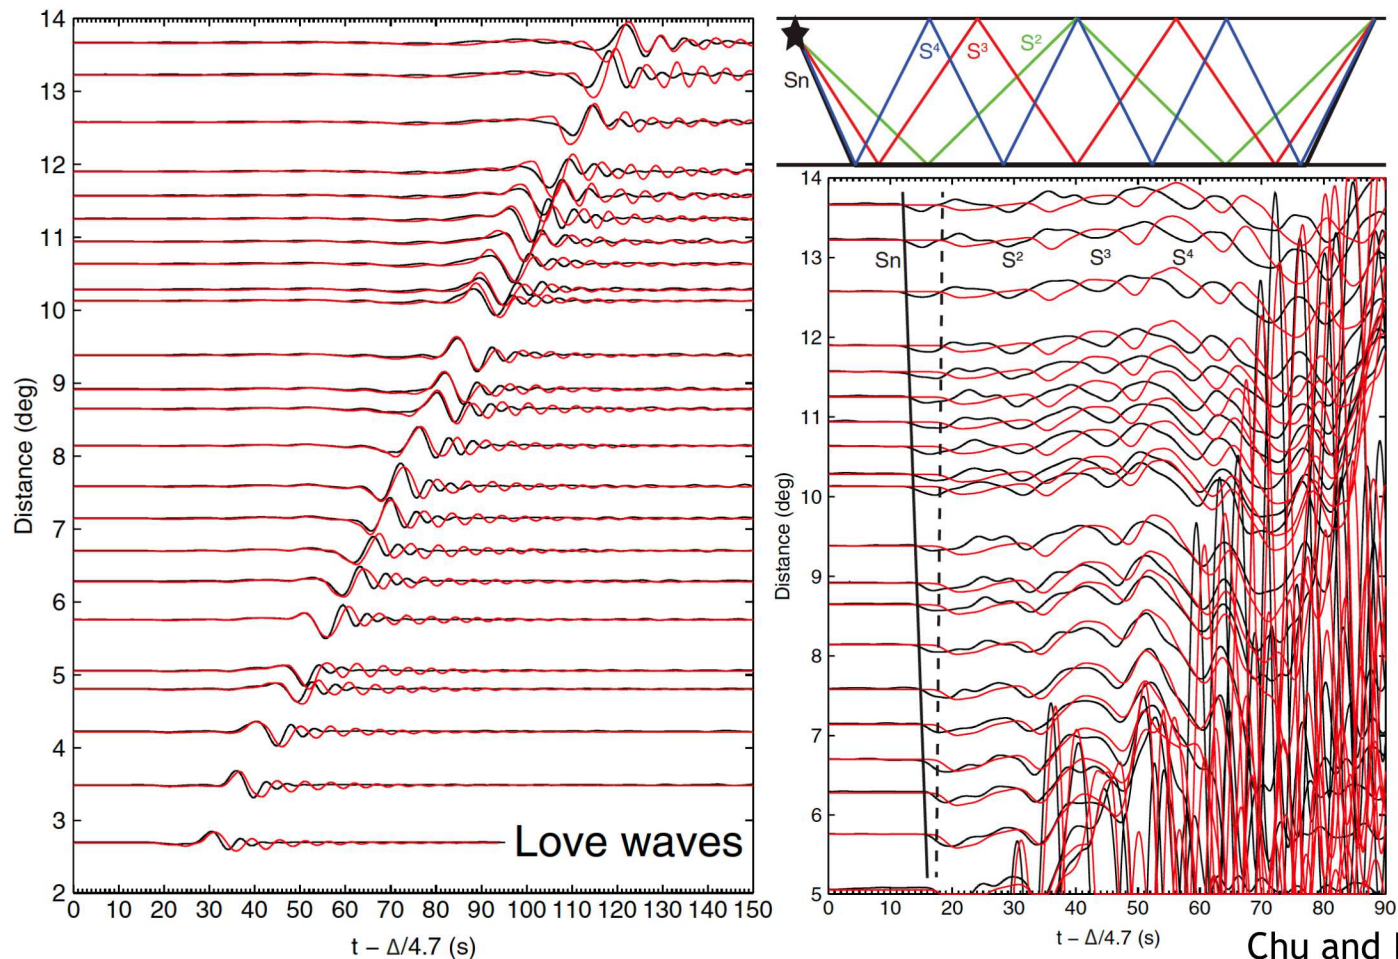 14
13
12
11
10
9
8
7
6
5
4
3
2
Distance (deg)
Love waves
0 10 20 30 40 50 60 70 80 90 100 110 120 130 140 150
t − Δ/4.7 (s)
Sn
S⁴
S³
S²
14
13
12
11
10
9
8
7
6
5
Distance (deg)
Sn
S²
S³
S⁴
0 10 20 30 40 50 60 70 80 90
t − Δ/4.7 (s)
Chu and